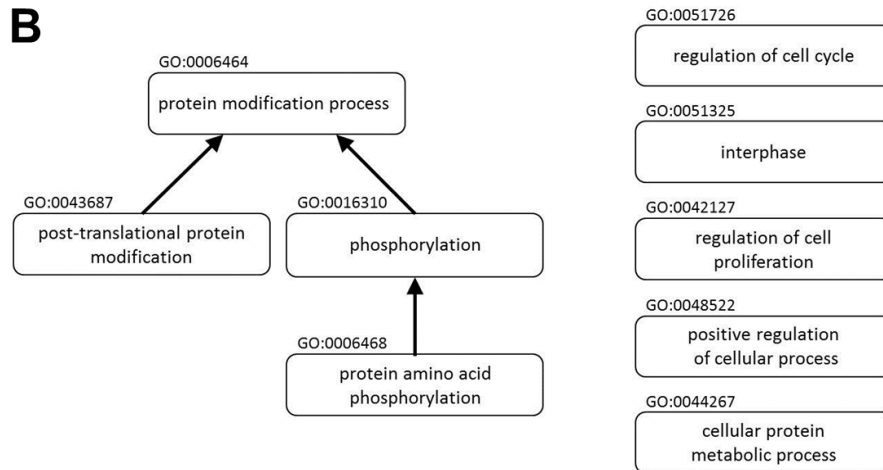 B
GO:0006464
protein modification process
GO:0043687
post-translational protein
modification
GO:0016310
phosphorylation
GO:0006468
protein amino acid
phosphorylation
GO:0051726
regulation of cell cycle
GO:0051325
interphase
GO:0042127
regulation of cell
proliferation
GO:0048522
positive regulation
of cellular process
GO:0044267
cellular protein
metabolic process